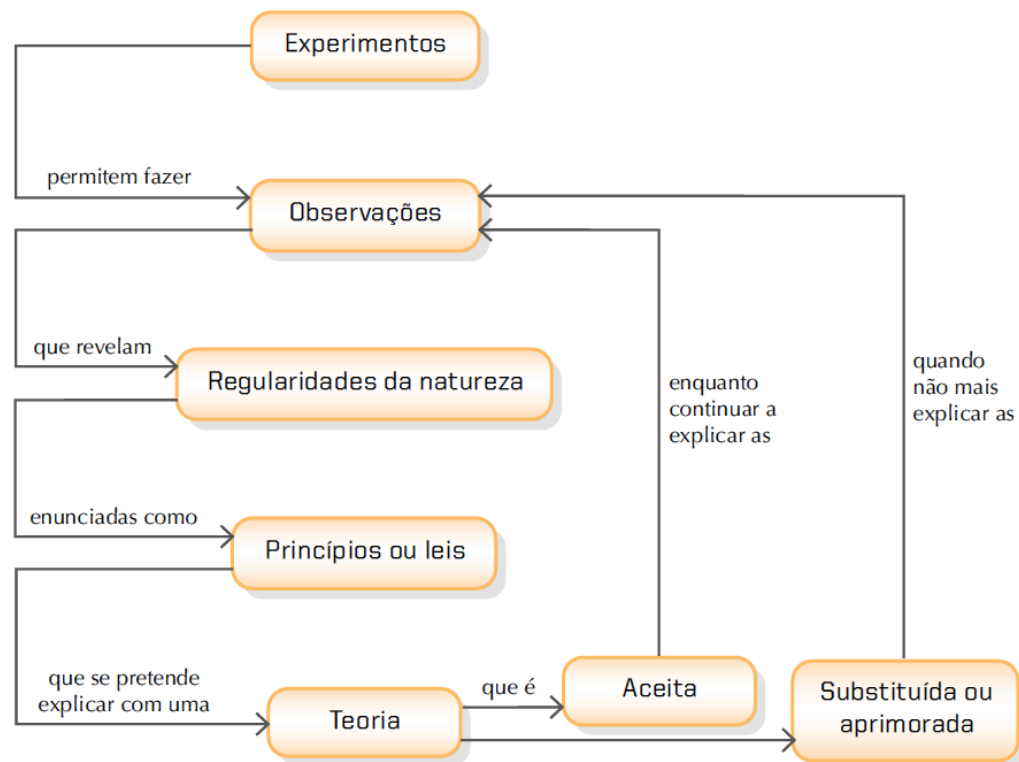 Experimentos
permitem fazer
Observações
que revelam
Regularidades da natureza
enquanto
continuar a
explicar as
quando
não mais
explicar as
enunciadas como
Princípios ou leis
que se pretende
explicar com uma
Teoria
que é
Aceita
Substituída ou
aprimorada